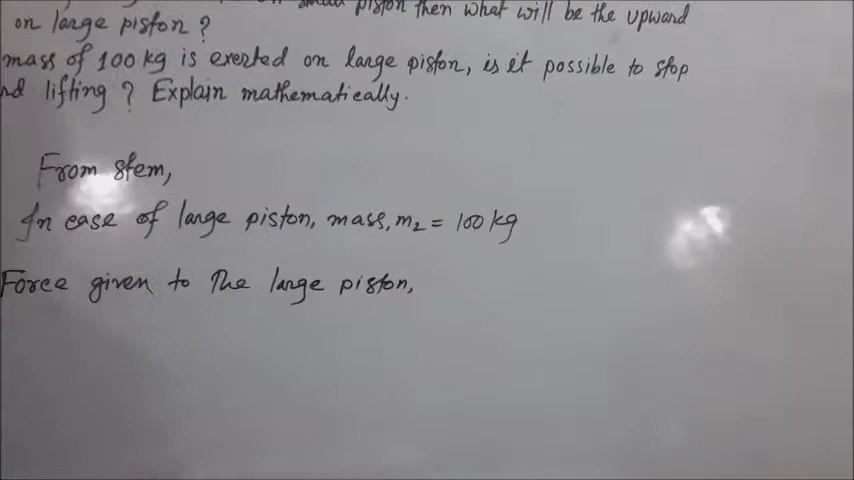 small piston then what will be the upward
on large piston ?
mass of 100 kg is exerted on large piston, is it possible to stop
lifting ? Explain mathematically.
From stem,
In case of large piston, mass, m₂ = 100 kg
Force given to the large piston,